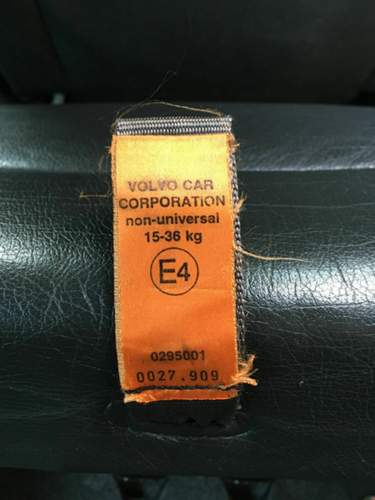 VOLVO CAR
CORPORATION
non-universal
15-36 kg
E4
0295001
0027.909